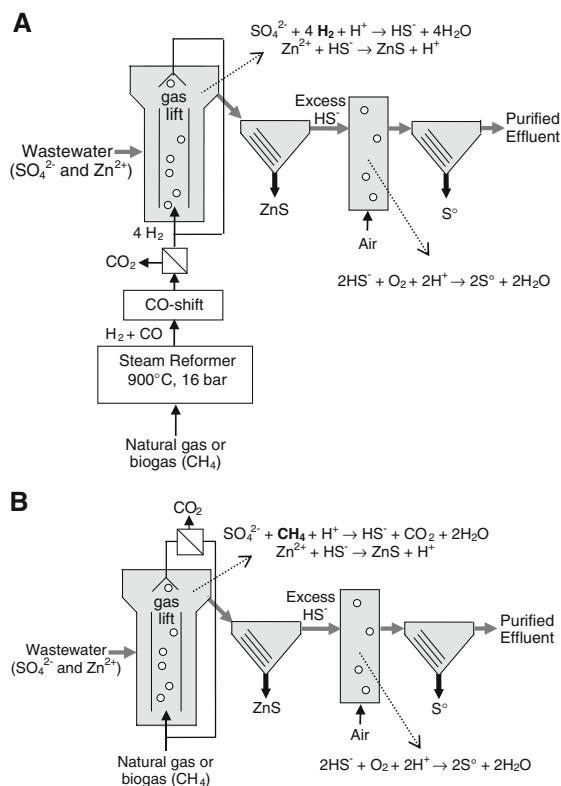 A
SO₄²⁻ + 4 H₂ + H⁺ → HS⁻ + 4H₂O
Zn²⁺ + HS⁻ → ZnS + H⁺
gas
lift
Excess
HS⁻
Purified
Effluent
Wastewater
(SO₄²⁻ and Zn²⁺)
ZnS
S°
4 H₂
Air
CO₂
2HS⁻ + O₂ + 2H⁺ → 2S° + 2H₂O
CO-shift
H₂ + CO
Steam Reformer
900°C, 16 bar
Natural gas or
biogas (CH₄)
B
CO₂
SO₄²⁻ + CH₄ + H⁺ → HS⁻ + CO₂ + 2H₂O
Zn²⁺ + HS⁻ → ZnS + H⁺
gas
lift
Excess
HS⁻
Purified
Effluent
Wastewater
(SO₄²⁻ and Zn²⁺)
ZnS
S°
Air
Natural gas or
biogas (CH₄)
2HS⁻ + O₂ + 2H⁺ → 2S° + 2H₂O